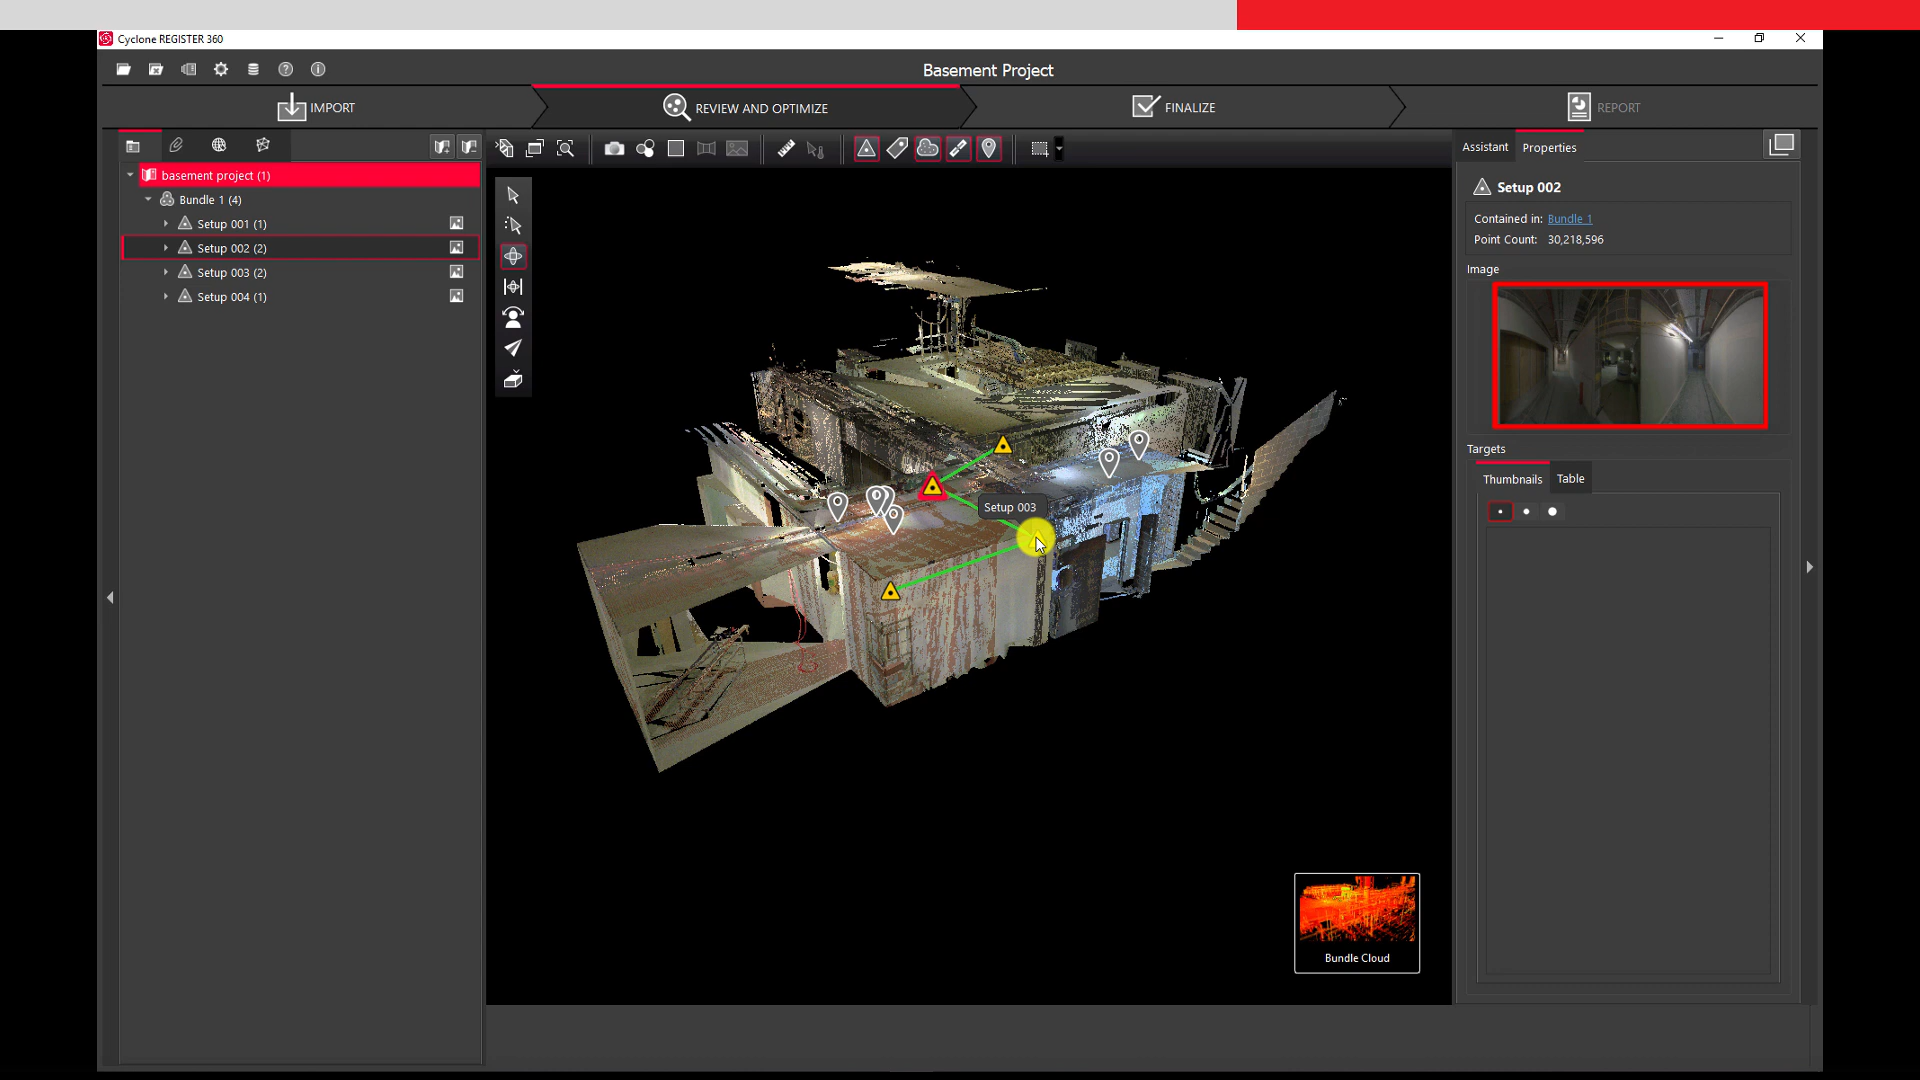 Cyclone REGISTER 360
Basement Project
IMPORT
REVIEW AND OPTIMIZE
FINALIZE
REPORT
basement project (1)
Bundle 1 (4)
Setup 001 (1)
Setup 002 (2)
Setup 003 (2)
Setup 004 (1)
Setup 003
Bundle Cloud
Assistant
Properties
Setup 002
Contained in: Bundle 1
Point Count: 30,218,596
Image
Targets
Thumbnails
Table